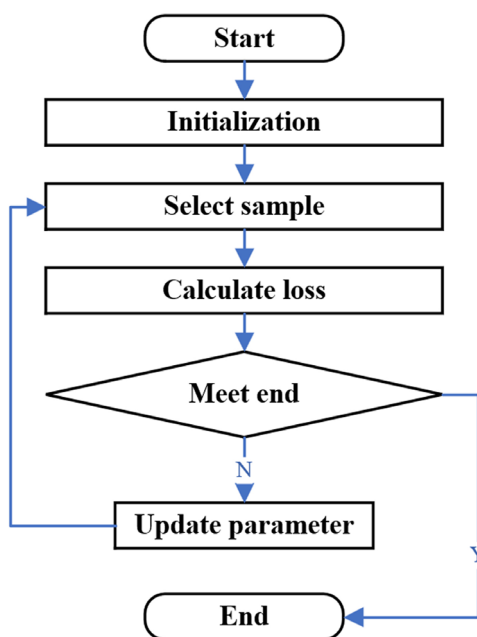 Start
Initialization
Select sample
Calculate loss
Meet end
N
Update parameter
Y
End